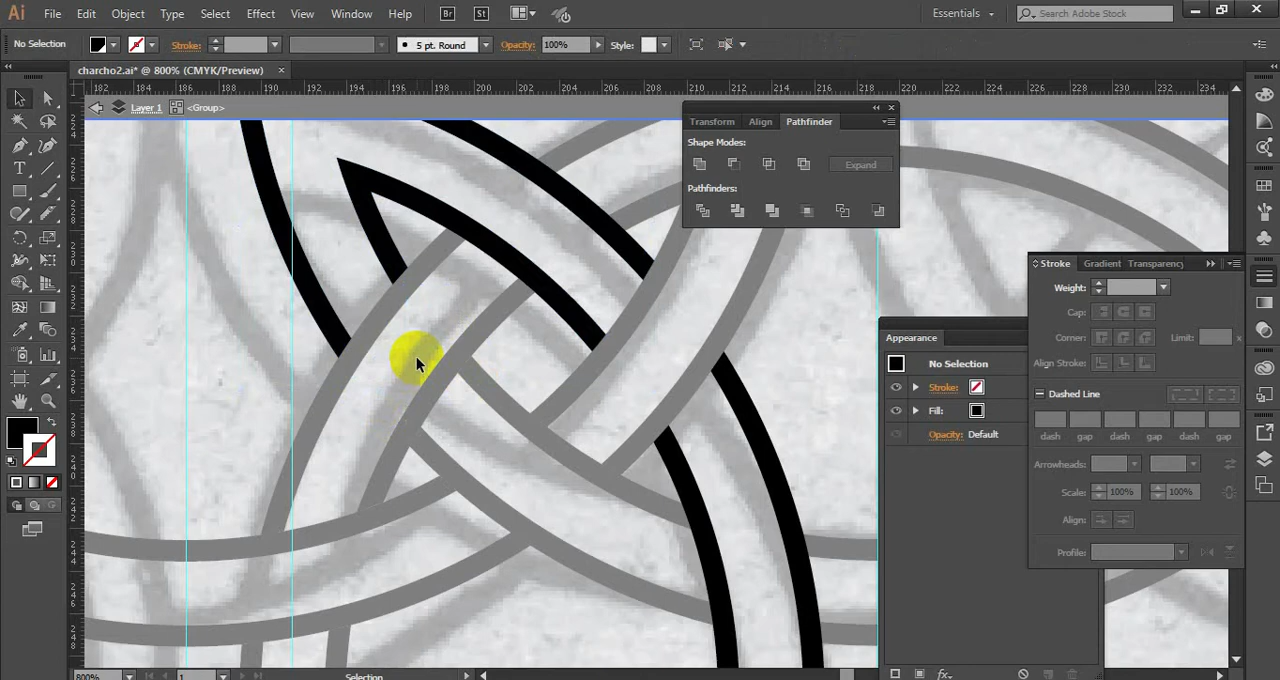 Ai File Edit Object Type Select Effect View Window Help Br St Essentials Search Adobe Stock
No Selection Stroke: 5 pt. Round Opacity: 100% Style:
charcho2.ai* @ 800% (CMYK/Preview)
182 184 186 188 190 192 194 196 198 200 202 204 206 208 210 212 214 216 218 220 222 224 226 228 230 232 234
Layer 1 <Group>
Transform Align Pathfinder
Shape Modes:
Expand
Pathfinders:
Stroke Gradient Transparency
Weight:
Cap:
Corner: Limit: x
Align Stroke:
Dashed Line
dash gap dash gap dash gap
Arrowheads:
Scale: 100% 100%
Align:
Profile:
Appearance
No Selection
Stroke:
Fill:
Opacity: Default
fx
800% 1 Selection